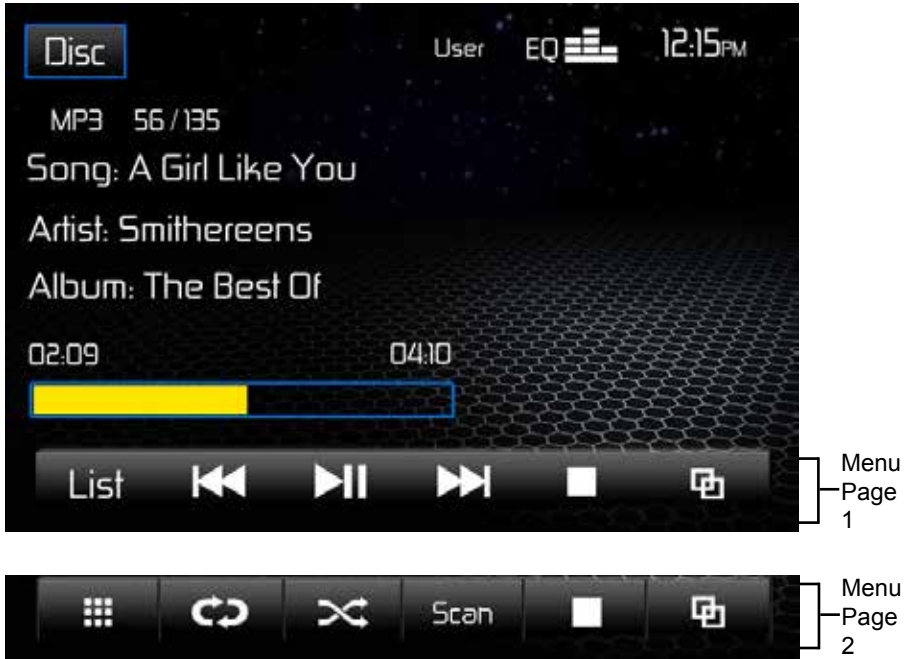 Disc User EQ 12:15PM
MP3 56/135
Song: A Girl Like You
Artist: Smithereens
Album: The Best Of
02:09 04:10
List
Menu
Page
1
Scan
Menu
Page
2